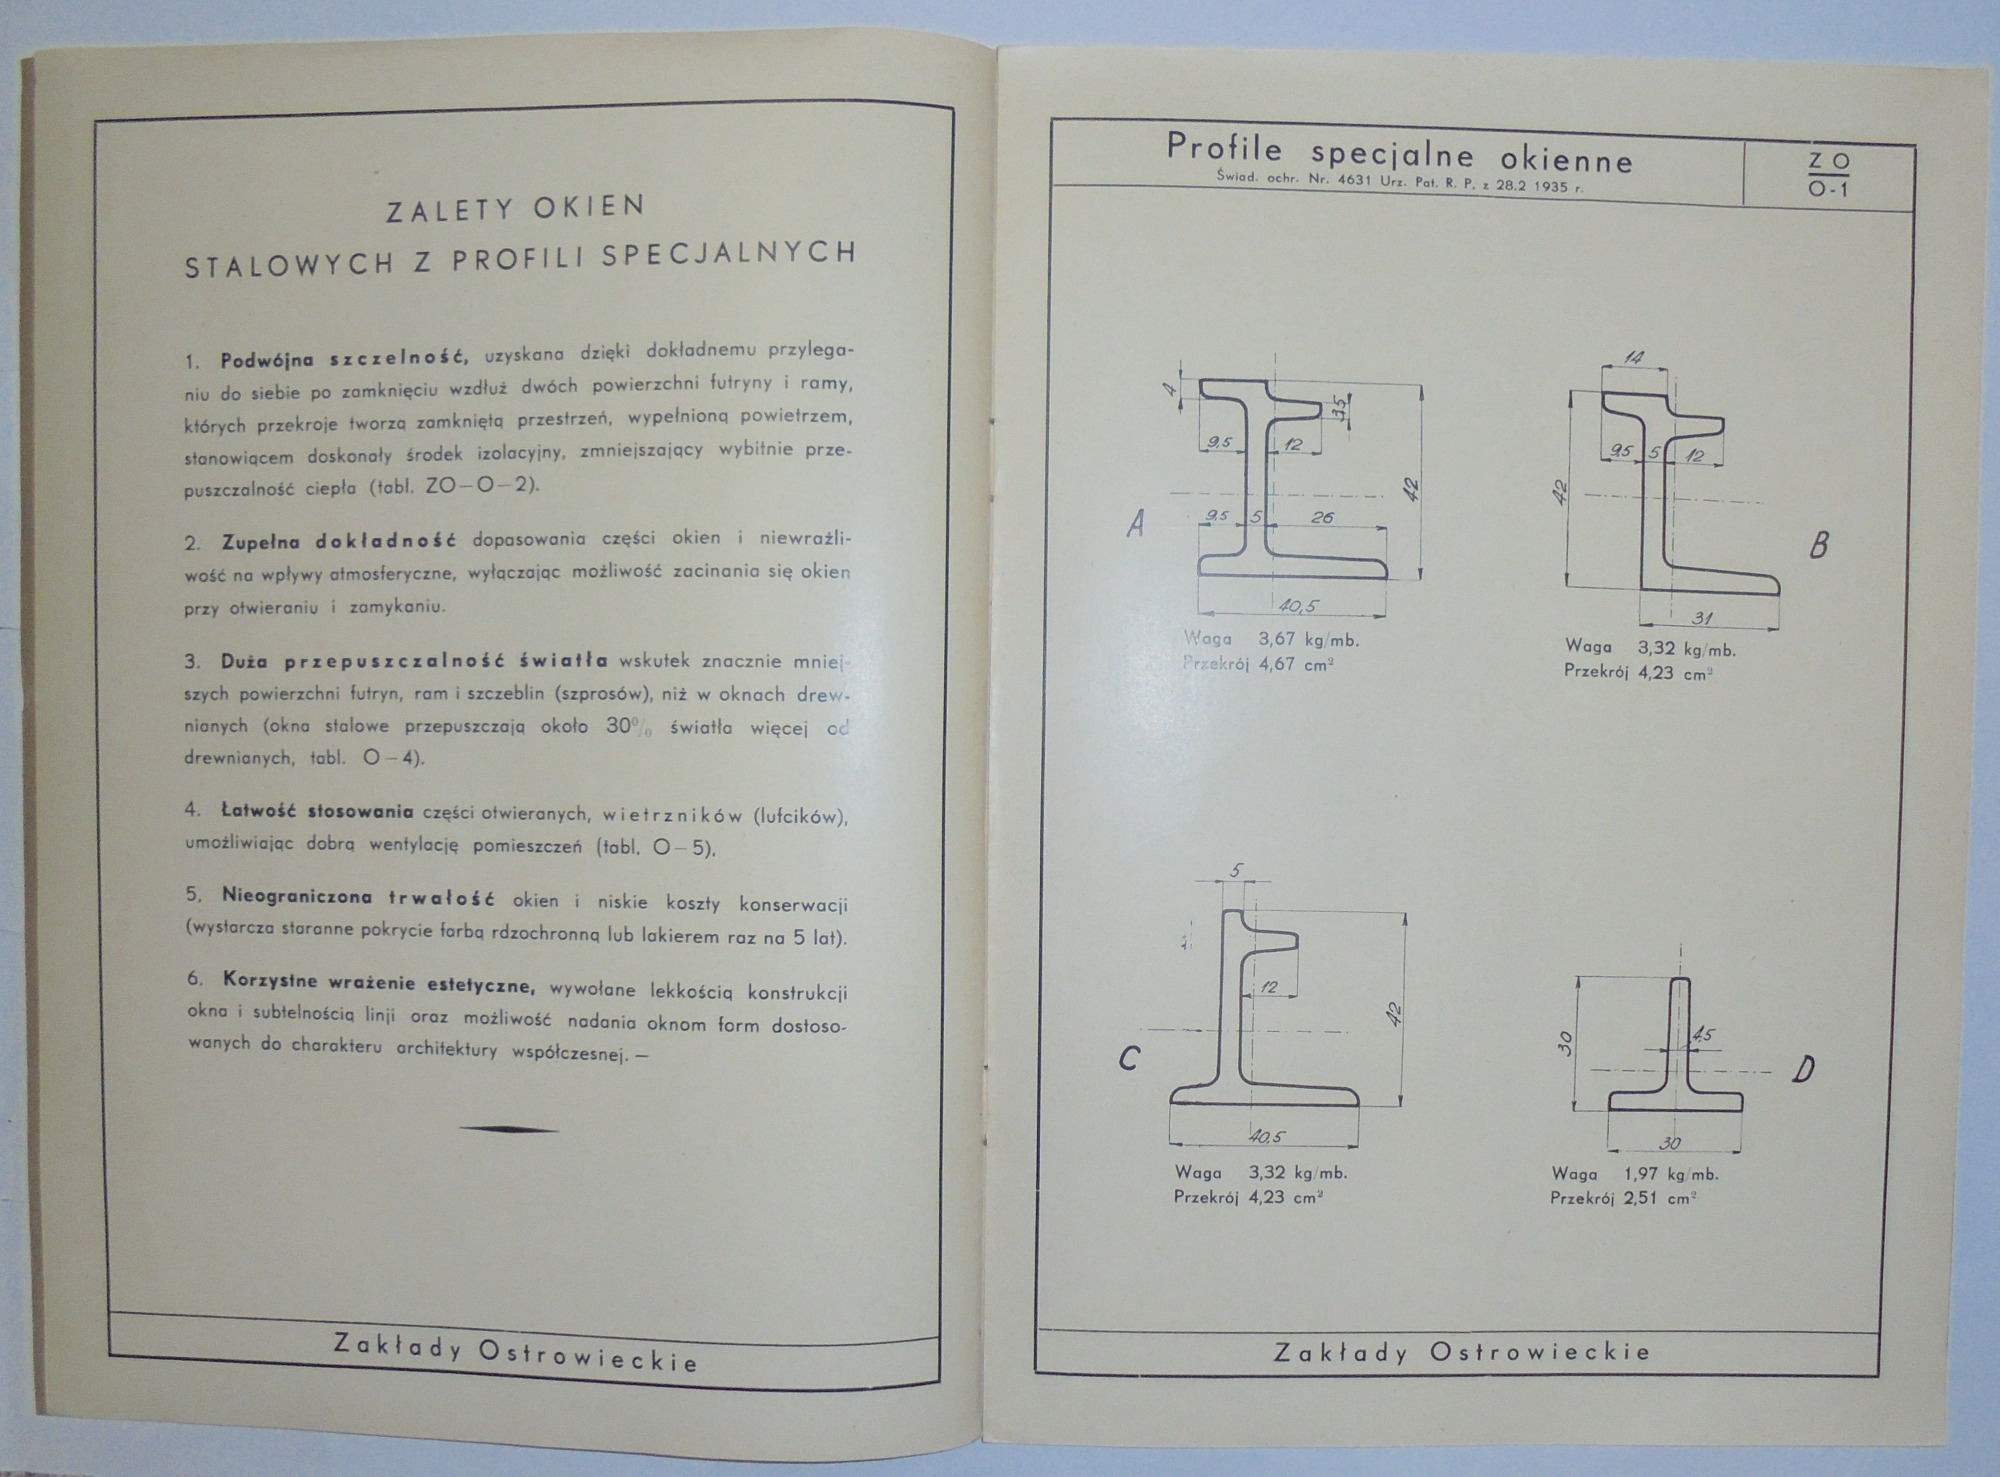 ZALETY OKIEN
STALOWYCH Z PROFILI SPECJALNYCH
1. Podwójna szczelność, uzyskana dzięki dokładnemu przylega-
niu do siebie po zamknięciu wzdłuż dwóch powierzchni futryny i ramy,
których przekroje tworzą zamkniętą przestrzeń, wypełnioną powietrzem,
stanowiącem doskonały środek izolacyjny, zmniejszający wybitnie prze-
puszczalność ciepła (tabl. ZO—O—2).
2. Zupełna dokładność dopasowania części okien i niewrażli-
wość na wpływy atmosferyczne, wyłączając możliwość zacinania się okien
przy otwieraniu i zamykaniu.
3. Duża przepuszczalność światła wskutek znacznie mniej-
szych powierzchni futryn, ram i szczeblin (szprosów), niż w oknach drew-
nianych (okna stalowe przepuszczają około 30% światła więcej od
drewnianych, tabl. O—4).
4. Łatwość stosowania części otwieranych, wietrzników (lufcików),
umożliwiając dobrą wentylację pomieszczeń (tabl. O—5).
5. Nieograniczona trwałość okien i niskie koszty konserwacji
(wystarcza staranne pokrycie farbą rdzochronną lub lakierem raz na 5 lat).
6. Korzystne wrażenie estetyczne, wywołane lekkością konstrukcji
okna i subtelnością linji oraz możliwość nadania oknom form dostoso-
wanych do charakteru architektury współczesnej. —
Zakłady Ostrowieckie
Profile specjalne okienne
Świad. ochr. Nr. 4631 Urz. Pat. R. P. z 28.2 1935 r.
ZO
O-1
4
3,5
9,5
12
42
A
9,5 5 26
40,5
Waga 3,67 kg/mb.
Przekrój 4,67 cm²
14
9,5 5 12
42
B
31
Waga 3,32 kg/mb.
Przekrój 4,23 cm²
5
12
42
C
40,5
Waga 3,32 kg/mb.
Przekrój 4,23 cm²
30
4,5
D
30
Waga 1,97 kg/mb.
Przekrój 2,51 cm²
Zakłady Ostrowieckie